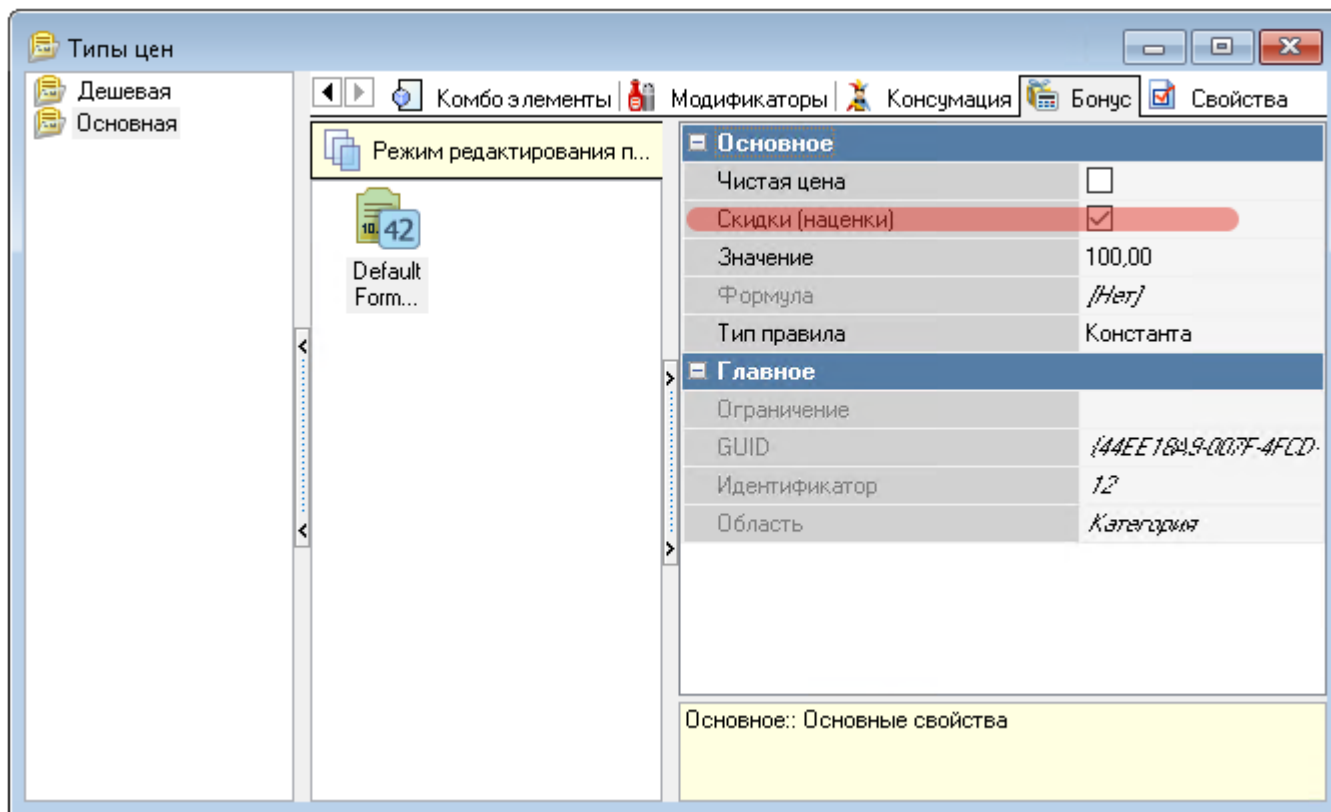 Типы цен
Дешевая
Основная
Комбо элементы
Модификаторы
Консумация
Бонус
Свойства
Режим редактирования п...
10.
42
Default
Form...
Основное
Чистая цена
Скидки (наценки)
Значение 100,00
Формула [Нет]
Тип правила Константа
Главное
Ограничение
GUID {44EE18A9-007F-4FCD-
Идентификатор 12
Область Категория
Основное:: Основные свойства